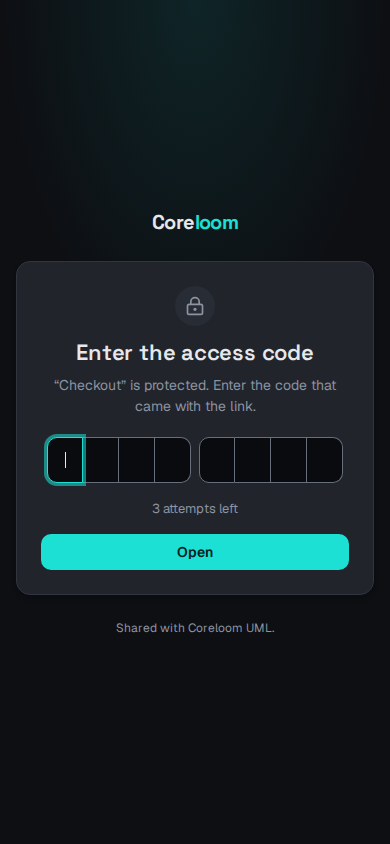 Coreloom
Enter the access code
“Checkout” is protected. Enter the code that
came with the link.
3 attempts left
Open
Shared with Coreloom UML.